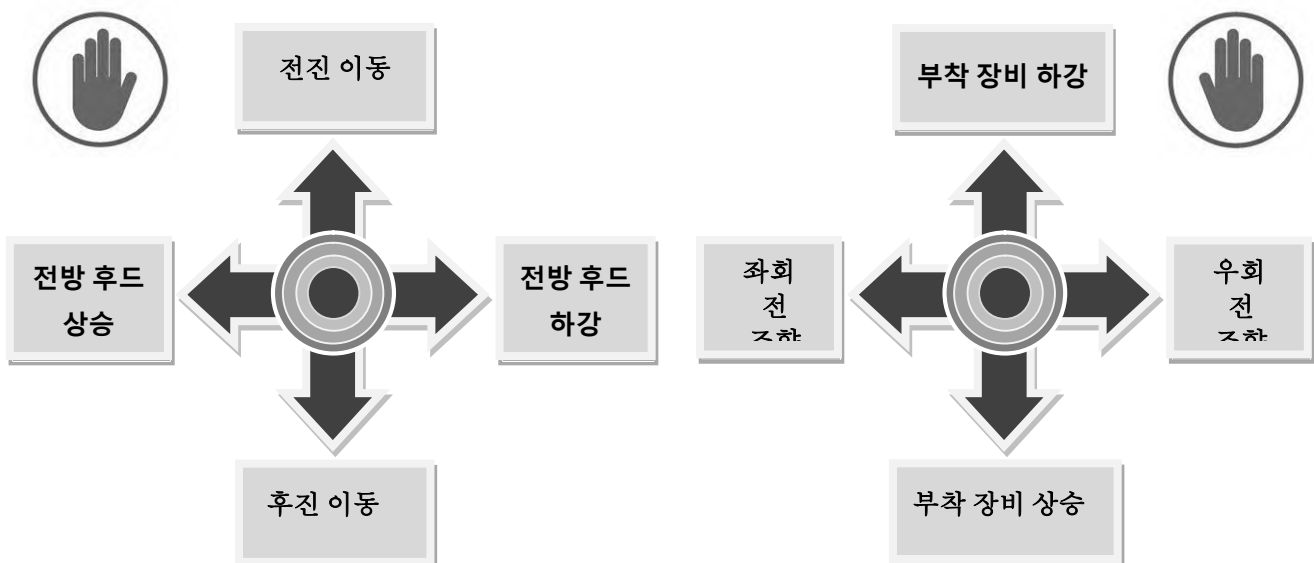 전진 이동
부착 장비 하강
전방 후드
상승
전방 후드
하강
좌회
전
우회
전
후진 이동
부착 장비 상승